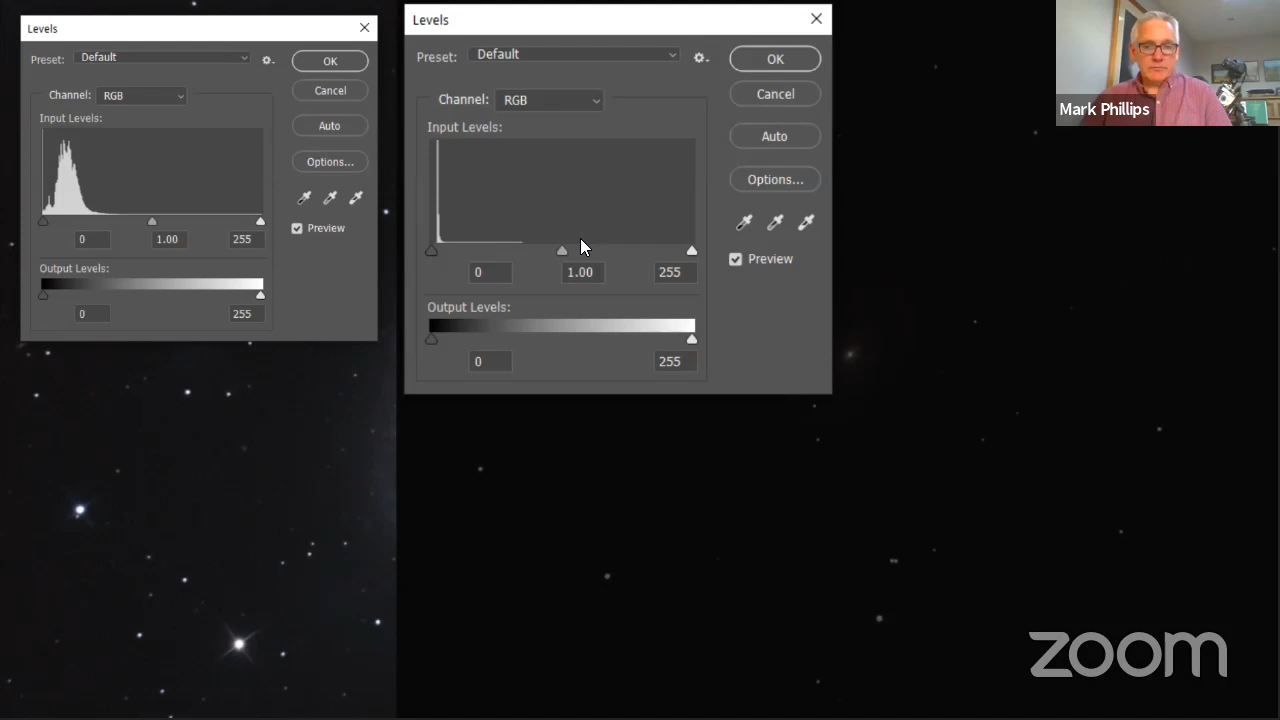 Levels
Preset: Default
OK
Channel: RGB
Cancel
Input Levels:
Auto
Options...
Preview
0 1.00 255
Output Levels:
0 255
Levels
Preset: Default
OK
Channel: RGB
Cancel
Input Levels:
Auto
Options...
Preview
0 1.00 255
Output Levels:
0 255
Mark Phillips
zoom